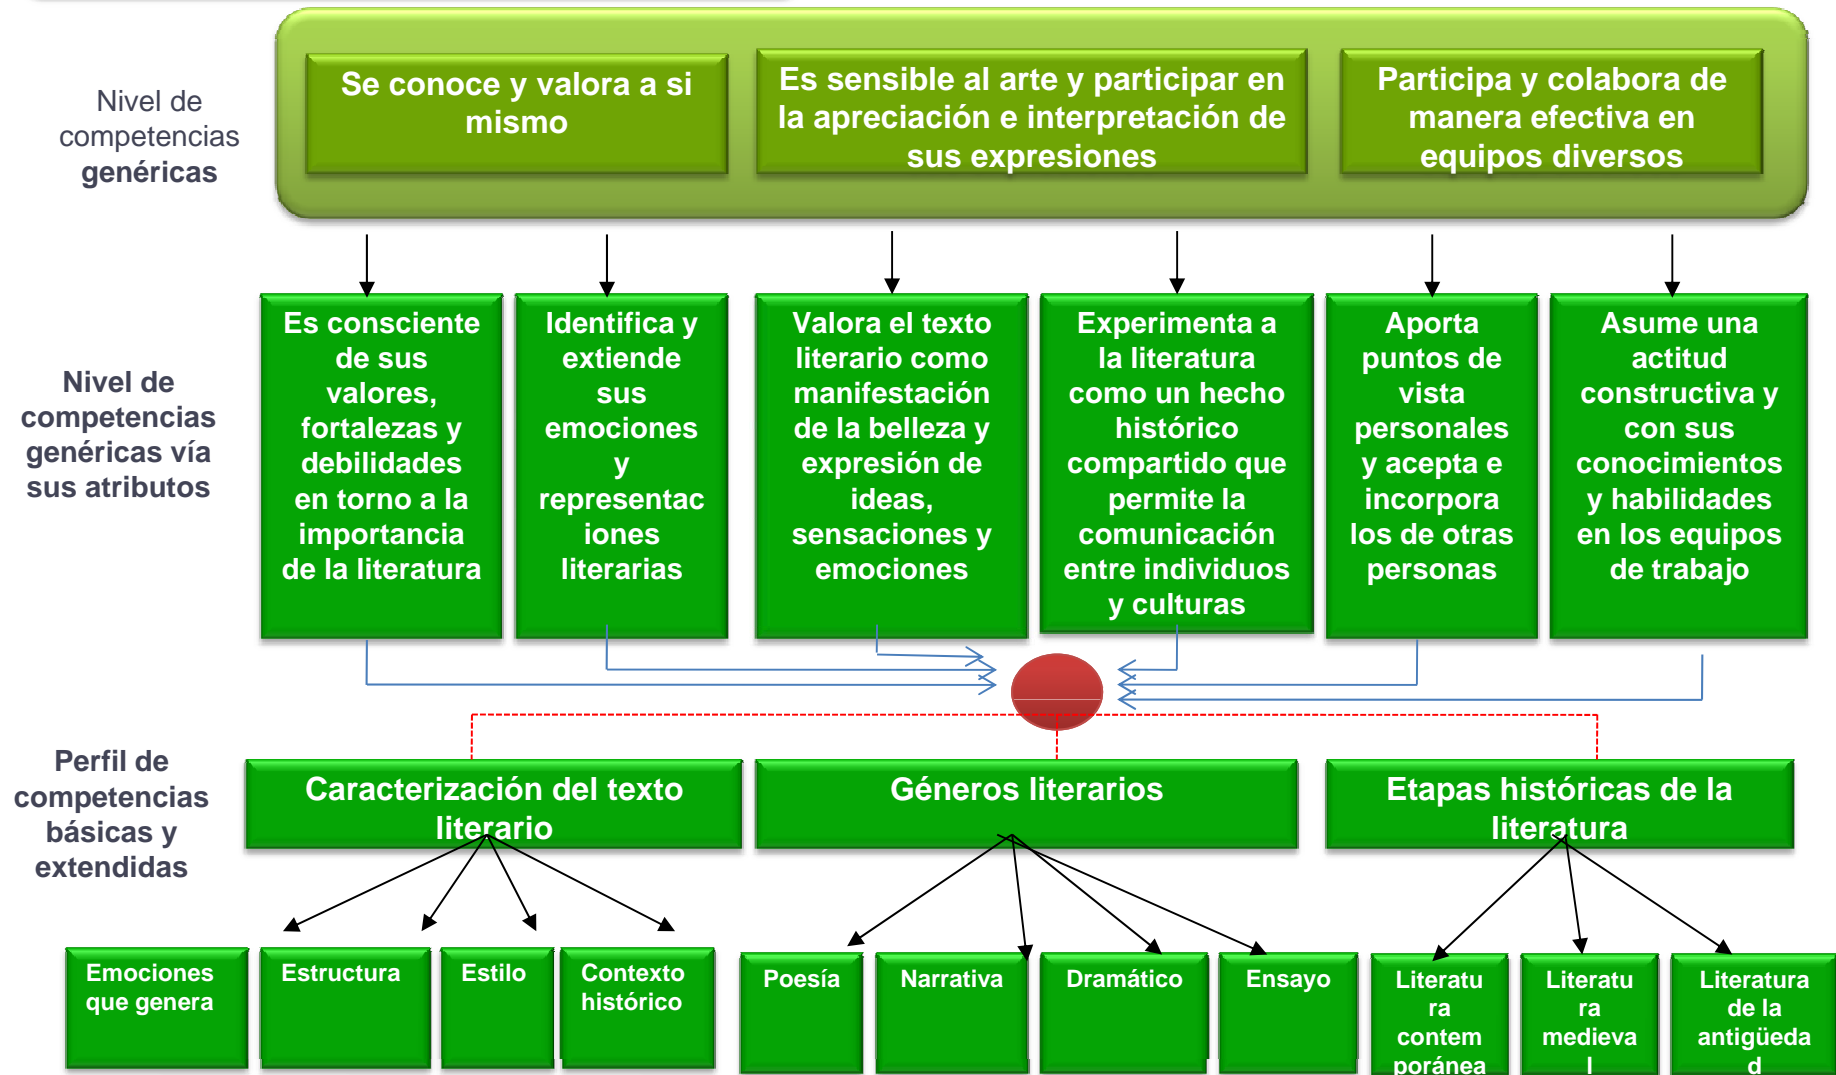 Nivel de
competencias
genéricas
Se conoce y valora a si
mismo
Es sensible al arte y participar en
la apreciación e interpretación de
sus expresiones
Participa y colabora de
manera efectiva en
equipos diversos
Nivel de
competencias
genéricas vía
sus atributos
Es consciente
de sus
valores,
fortalezas y
debilidades
en torno a la
importancia
de la literatura
Identifica y
extiende
sus
emociones
y
representac
iones
literarias
Valora el texto
literario como
manifestación
de la belleza y
expresión de
ideas,
sensaciones y
emociones
Experimenta a
la literatura
como un hecho
histórico
compartido que
permite la
comunicación
entre individuos
y culturas
Aporta
puntos de
vista
personales
y acepta e
incorpora
los de otras
personas
Asume una
actitud
constructiva y
con sus
conocimientos
y habilidades
en los equipos
de trabajo
Perfil de
competencias
básicas y
extendidas
Caracterización del texto
literario
Géneros literarios
Etapas históricas de la
literatura
Emociones
que genera
Estructura
Estilo
Contexto
histórico
Poesía
Narrativa
Dramático
Ensayo
Literatu
ra
contem
poránea
Literatu
ra
medieva
l
Literatura
de la
antigüeda
d